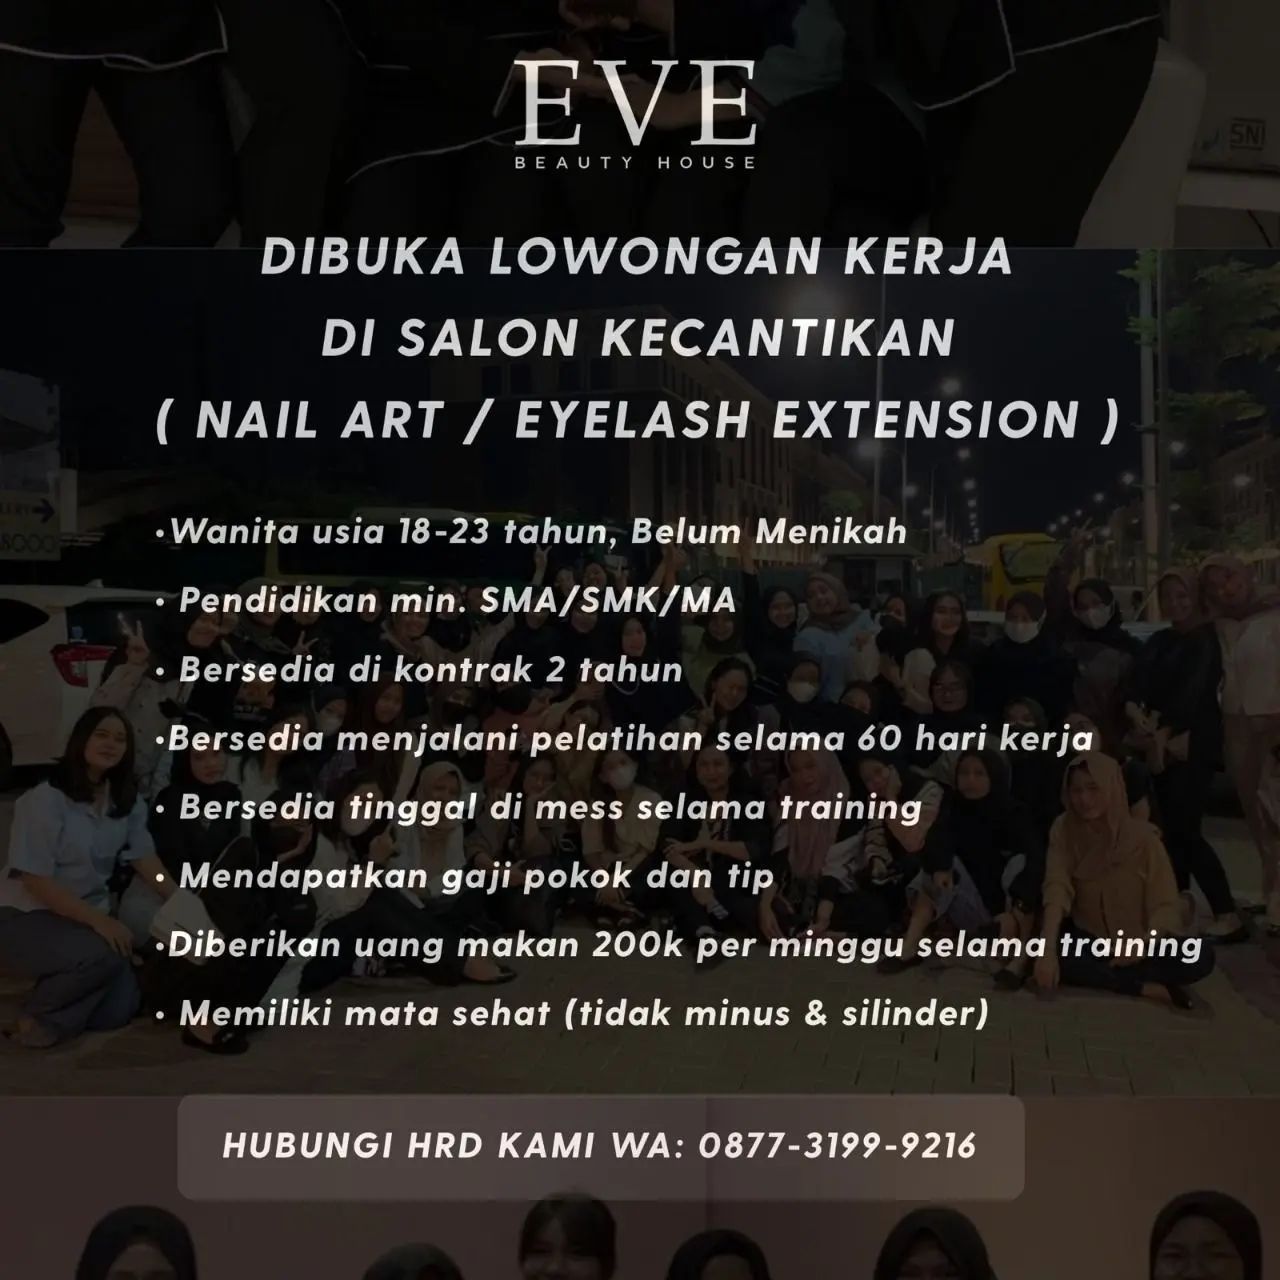 EVE
BEAUTY HOUSE
SNI
DIBUKA LOWONGAN KERJA
DI SALON KECANTIKAN
( NAIL ART / EYELASH EXTENSION )
•Wanita usia 18-23 tahun, Belum Menikah
• Pendidikan min. SMA/SMK/MA
• Bersedia di kontrak 2 tahun
•Bersedia menjalani pelatihan selama 60 hari kerja
• Bersedia tinggal di mess selama training
• Mendapatkan gaji pokok dan tip
•Diberikan uang makan 200k per minggu selama training
• Memiliki mata sehat (tidak minus & silinder)
HUBUNGI HRD KAMI WA: 0877-3199-9216